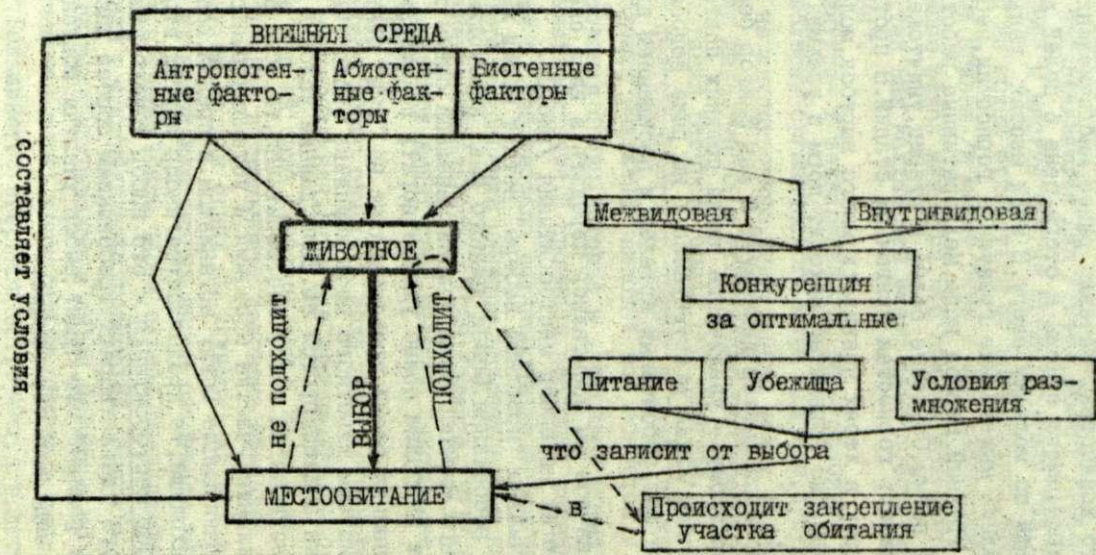 ВНЕШНЯЯ СРЕДА
Антропоген-
ные факто-
ры
Абиоген-
ные фак-
торы
Биогенные
факторы
составляет условия
Межвидовая
Внутривидовая
ЖИВОТНОЕ
Конкуренция
за оптимальные
не подходит
ВЫБОР
ПОДХОДИТ
Питание
Убежища
Условия раз-
множения
что зависит от выбора
МЕСТООБИТАНИЕ
в
Происходит закрепление
участка обитания